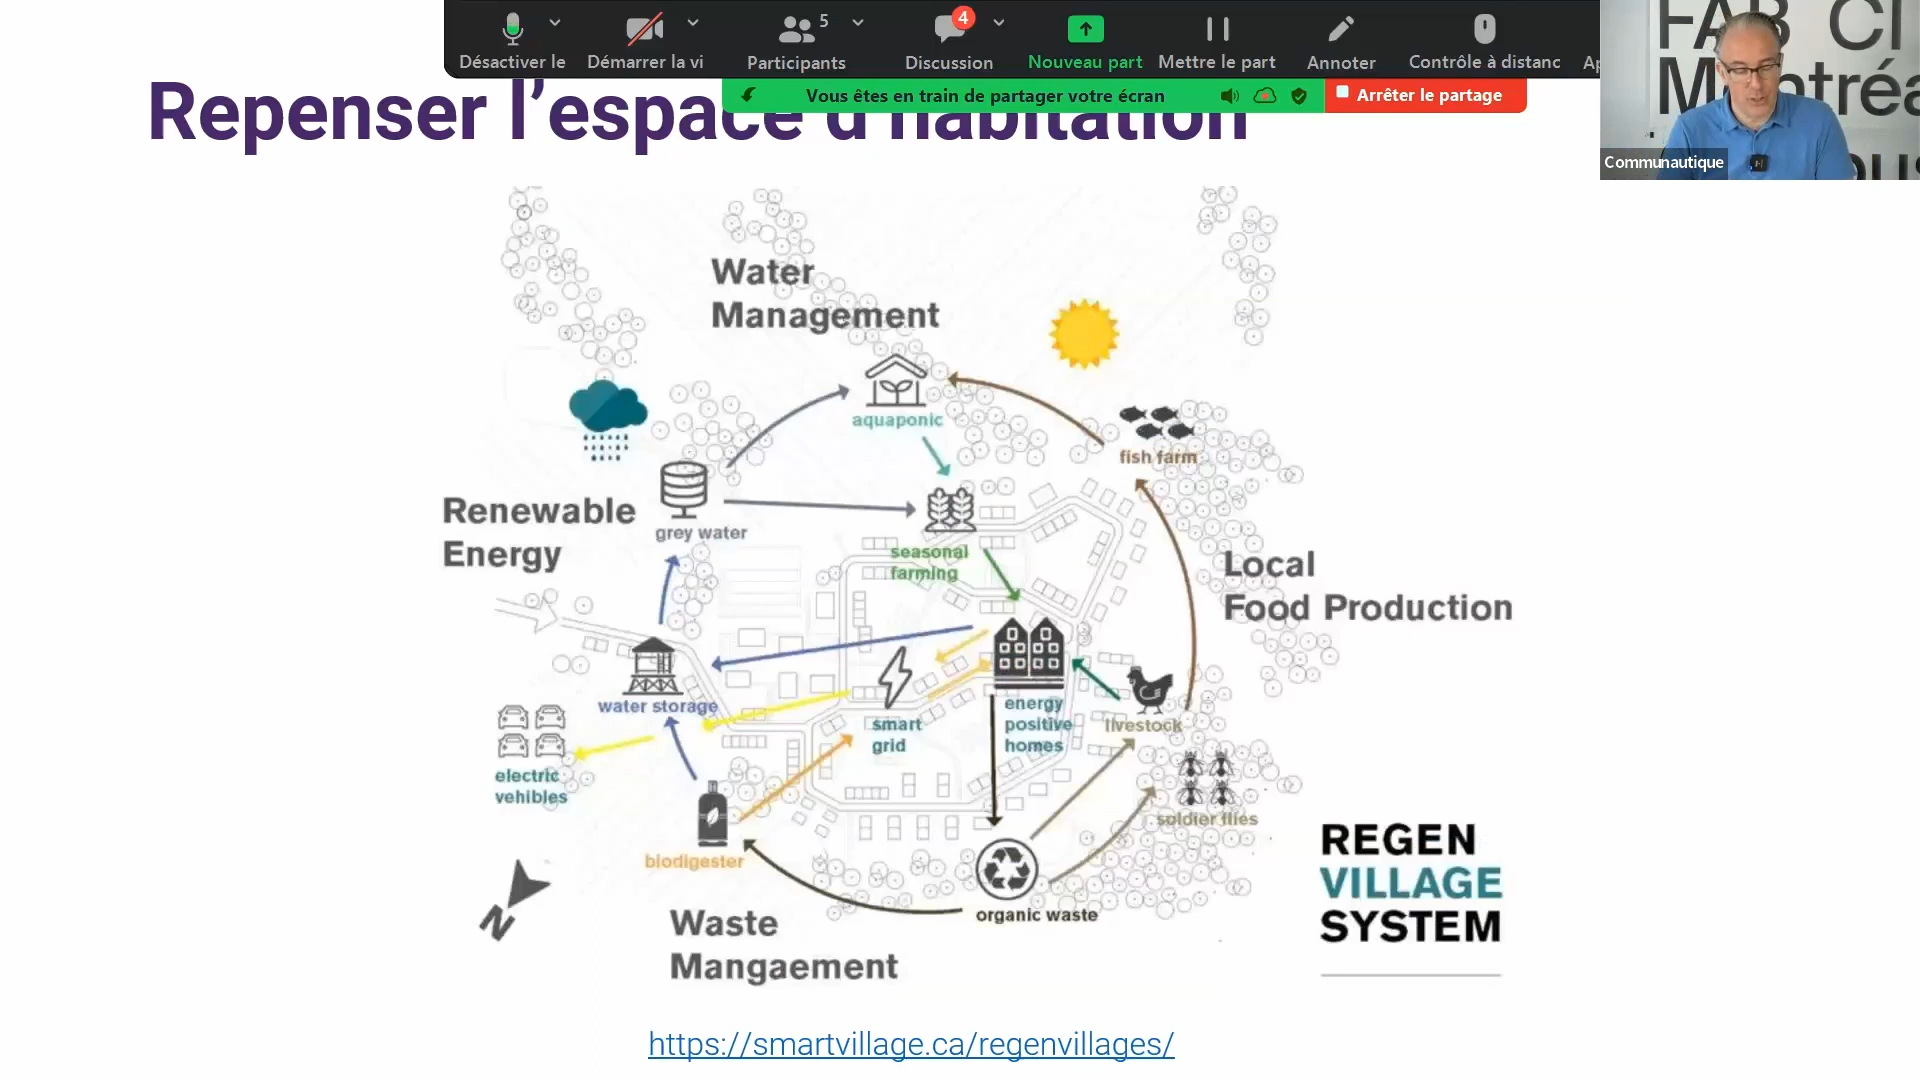 Désactiver le
Démarrer la vi
Participants
5
Discussion
4
Nouveau part
Mettre le part
Annoter
Contrôle à distanc
Ap
Vous êtes en train de partager votre écran
Arrêter le partage
FAB CI
Montréa
ous
Communautique
Repenser l'espace d'habitation
Water
Management
aquaponic
fish farm
grey water
Renewable
Energy
seasonal
farming
Local
Food Production
water storage
smart
grid
energy
positive
homes
livestock
electric
vehibles
soldier flies
biodigester
organic waste
N
Waste
Mangaement
REGEN
VILLAGE
SYSTEM
https://smartvillage.ca/regenvillages/